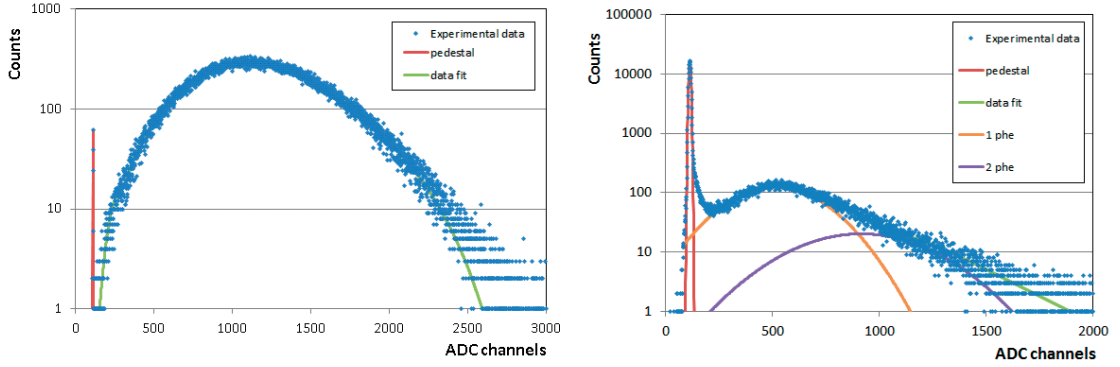 Counts
1000
100
10
1
0
500
1000
1500
2000
2500
3000
ADC channels
Experimental data
pedestal
data fit
Counts
100000
10000
1000
100
10
1
0
500
1000
1500
2000
ADC channels
Experimental data
pedestal
data fit
1 phe
2 phe